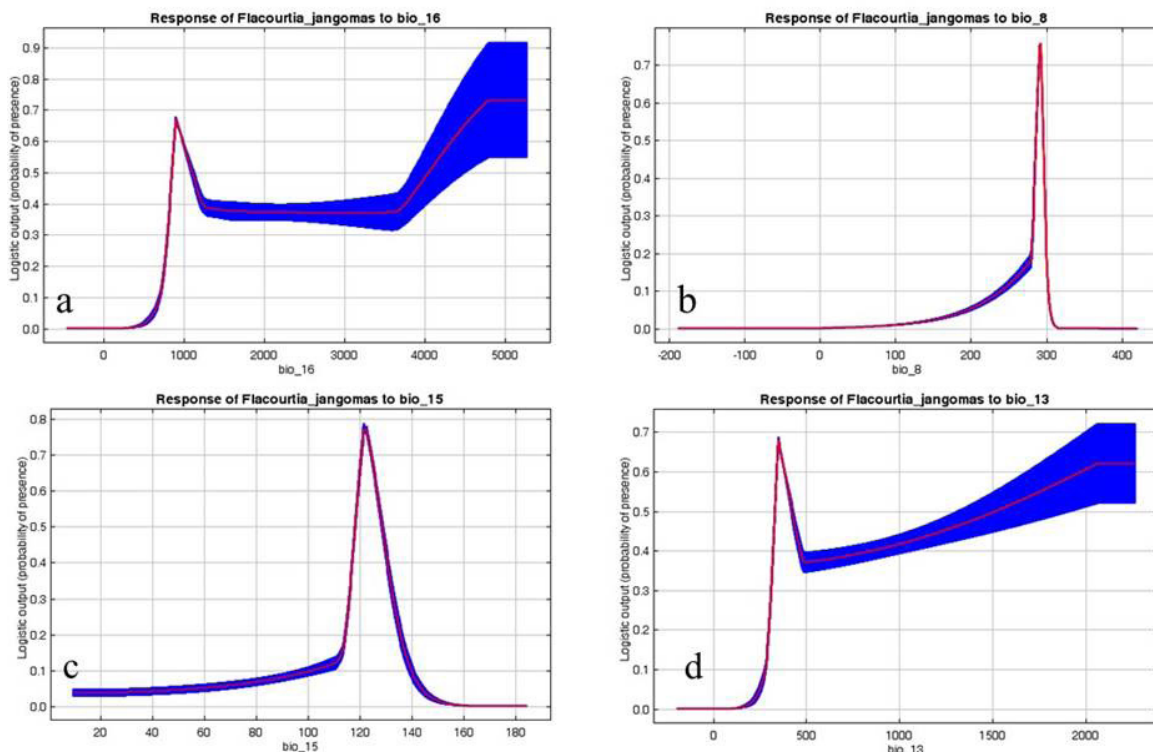 Response of Flacourtia_jangomas to bio_16
Logistic output (probability of presence)
0.9
0.8
0.7
0.6
0.5
0.4
0.3
0.2
0.1
0.0
a
0 1000 2000 3000 4000 5000
bio_16
Response of Flacourtia_jangomas to bio_8
Logistic output (probability of presence)
0.7
0.6
0.5
0.4
0.3
0.2
0.1
0.0
b
-200 -100 0 100 200 300 400
bio_8
Response of Flacourtia_jangomas to bio_15
Logistic output (probability of presence)
0.8
0.7
0.6
0.5
0.4
0.3
0.2
0.1
0.0
c
20 40 60 80 100 120 140 160 180
bio_15
Response of Flacourtia_jangomas to bio_13
Logistic output (probability of presence)
0.7
0.6
0.5
0.4
0.3
0.2
0.1
0.0
d
0 500 1000 1500 2000
bio_13